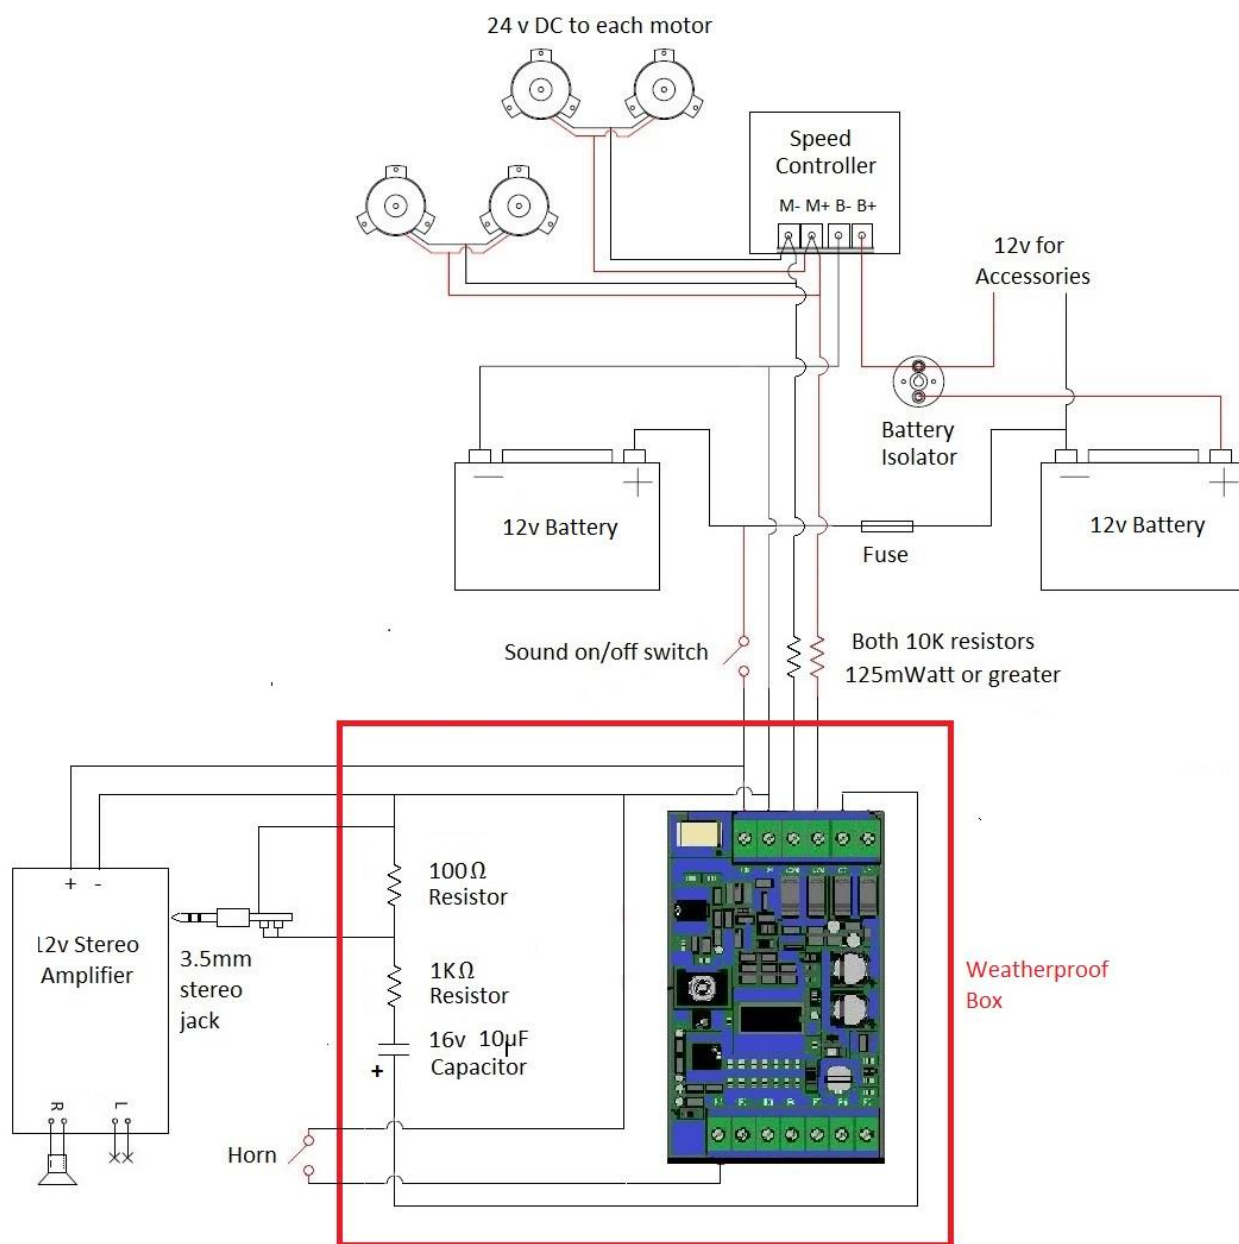 24 v DC to each motor
Speed
Controller
M- M+ B- B+
12v for
Accessories
Battery
Isolator
12v Battery
Fuse
12v Battery
Sound on/off switch
Both 10K resistors
125mWatt or greater
100Ω
Resistor
+ -
12v Stereo
Amplifier
3.5mm
stereo
jack
1KΩ
Resistor
16v 10µF
Capacitor
+
Weatherproof
Box
R L
Horn